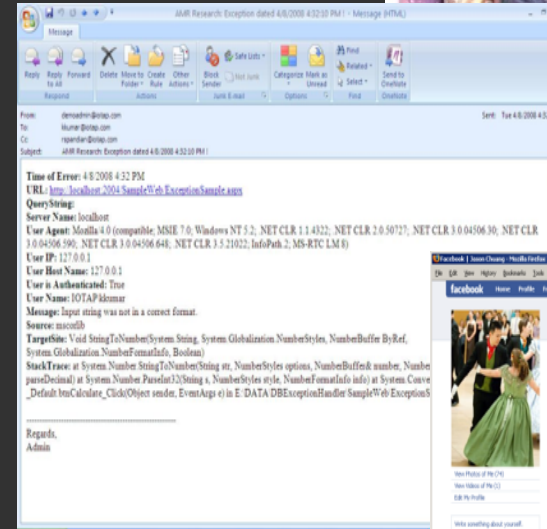 AMR Research: Exception dated 4/8/2008 4:32:10 PM ! - Message (HTML)
Message
Reply Reply to All Forward Delete Move to Folder Create Rule Other Actions Block Sender Safe Lists Not Junk Categorize Mark as Unread Find Related Select Send to OneNote
Respond Actions Junk E-mail Options Find OneNote
From: demoadmin@iotap.com Sent: Tue 4/8/2008 4:3
To: kkumar@iotap.com
Cc: rapandian@iotap.com
Subject: AMR Research: Exception dated 4/8/2008 4:32:10 PM !
Time of Error: 4/8/2008 4:32 PM
URL: http://localhost:2004/SampleWeb/ExceptionSample.aspx
QueryString:
Server Name: localhost
User Agent: Mozilla/4.0 (compatible; MSIE 7.0; Windows NT 5.2; .NET CLR 1.1.4322; .NET CLR 2.0.50727; .NET CLR 3.0.04506.30; .NET CLR
3.0.04506.590; .NET CLR 3.0.04506.648; .NET CLR 3.5.21022; InfoPath.2; MS-RTC LM 8)
User IP: 127.0.0.1
User Host Name: 127.0.0.1
User is Authenticated: True
User Name: IOTAP\kkumar
Message: Input string was not in a correct format.
Source: mscorlib
TargetSite: Void StringToNumber(System.String, System.Globalization.NumberStyles, NumberBuffer ByRef,
System.Globalization.NumberFormatInfo, Boolean)
StackTrace: at System.Number.StringToNumber(String str, NumberStyles options, NumberBuffer& number, Number
parseDecimal) at System.Number.ParseInt32(String s, NumberStyles style, NumberFormatInfo info) at System.Conve
_Default.btnCalculate_Click(Object sender, EventArgs e) in E:\DATA\DBExceptionHandler\SampleWeb\ExceptionS
Regards,
Admin
Facebook | Jason Chuang - Mozilla Firefox
File Edit View History Bookmarks Tools
facebook Home Profile Fr
View Photos of Me (74)
View Videos of Me (1)
Edit My Profile
Write something about yourself.